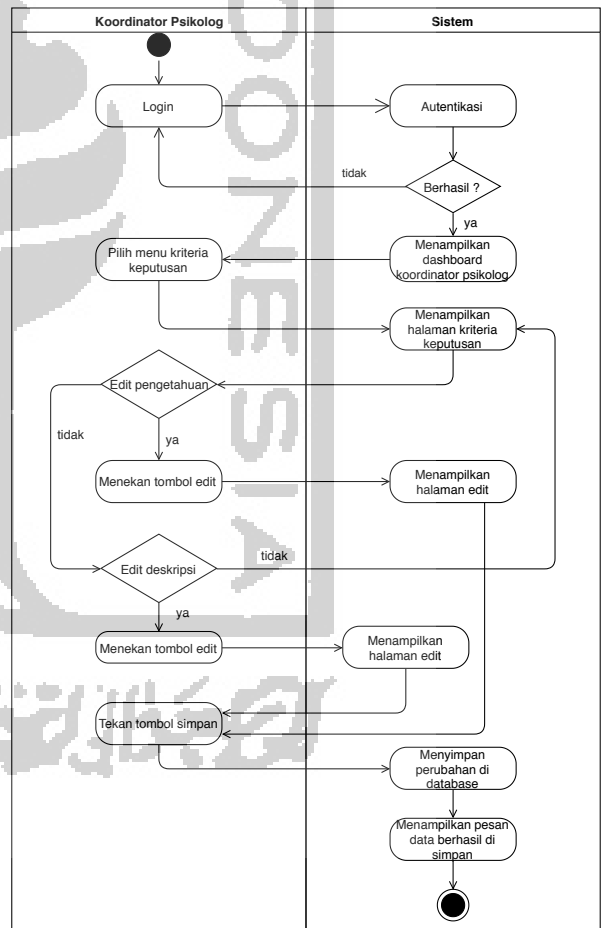 Koordinator Psikolog
Sistem
Login
Autentikasi
tidak
Berhasil ?
ya
Pilih menu kriteria
keputusan
Menampilkan
dashboard
koordinator psikolog
Menampilkan
halaman kriteria
keputusan
Edit pengetahuan
tidak
ya
Menekan tombol edit
Menampilkan
halaman edit
Edit deskripsi
tidak
ya
Menekan tombol edit
Menampilkan
halaman edit
Tekan tombol simpan
Menyimpan
perubahan di
database
Menampilkan pesan
data berhasil di
simpan
ONESIA